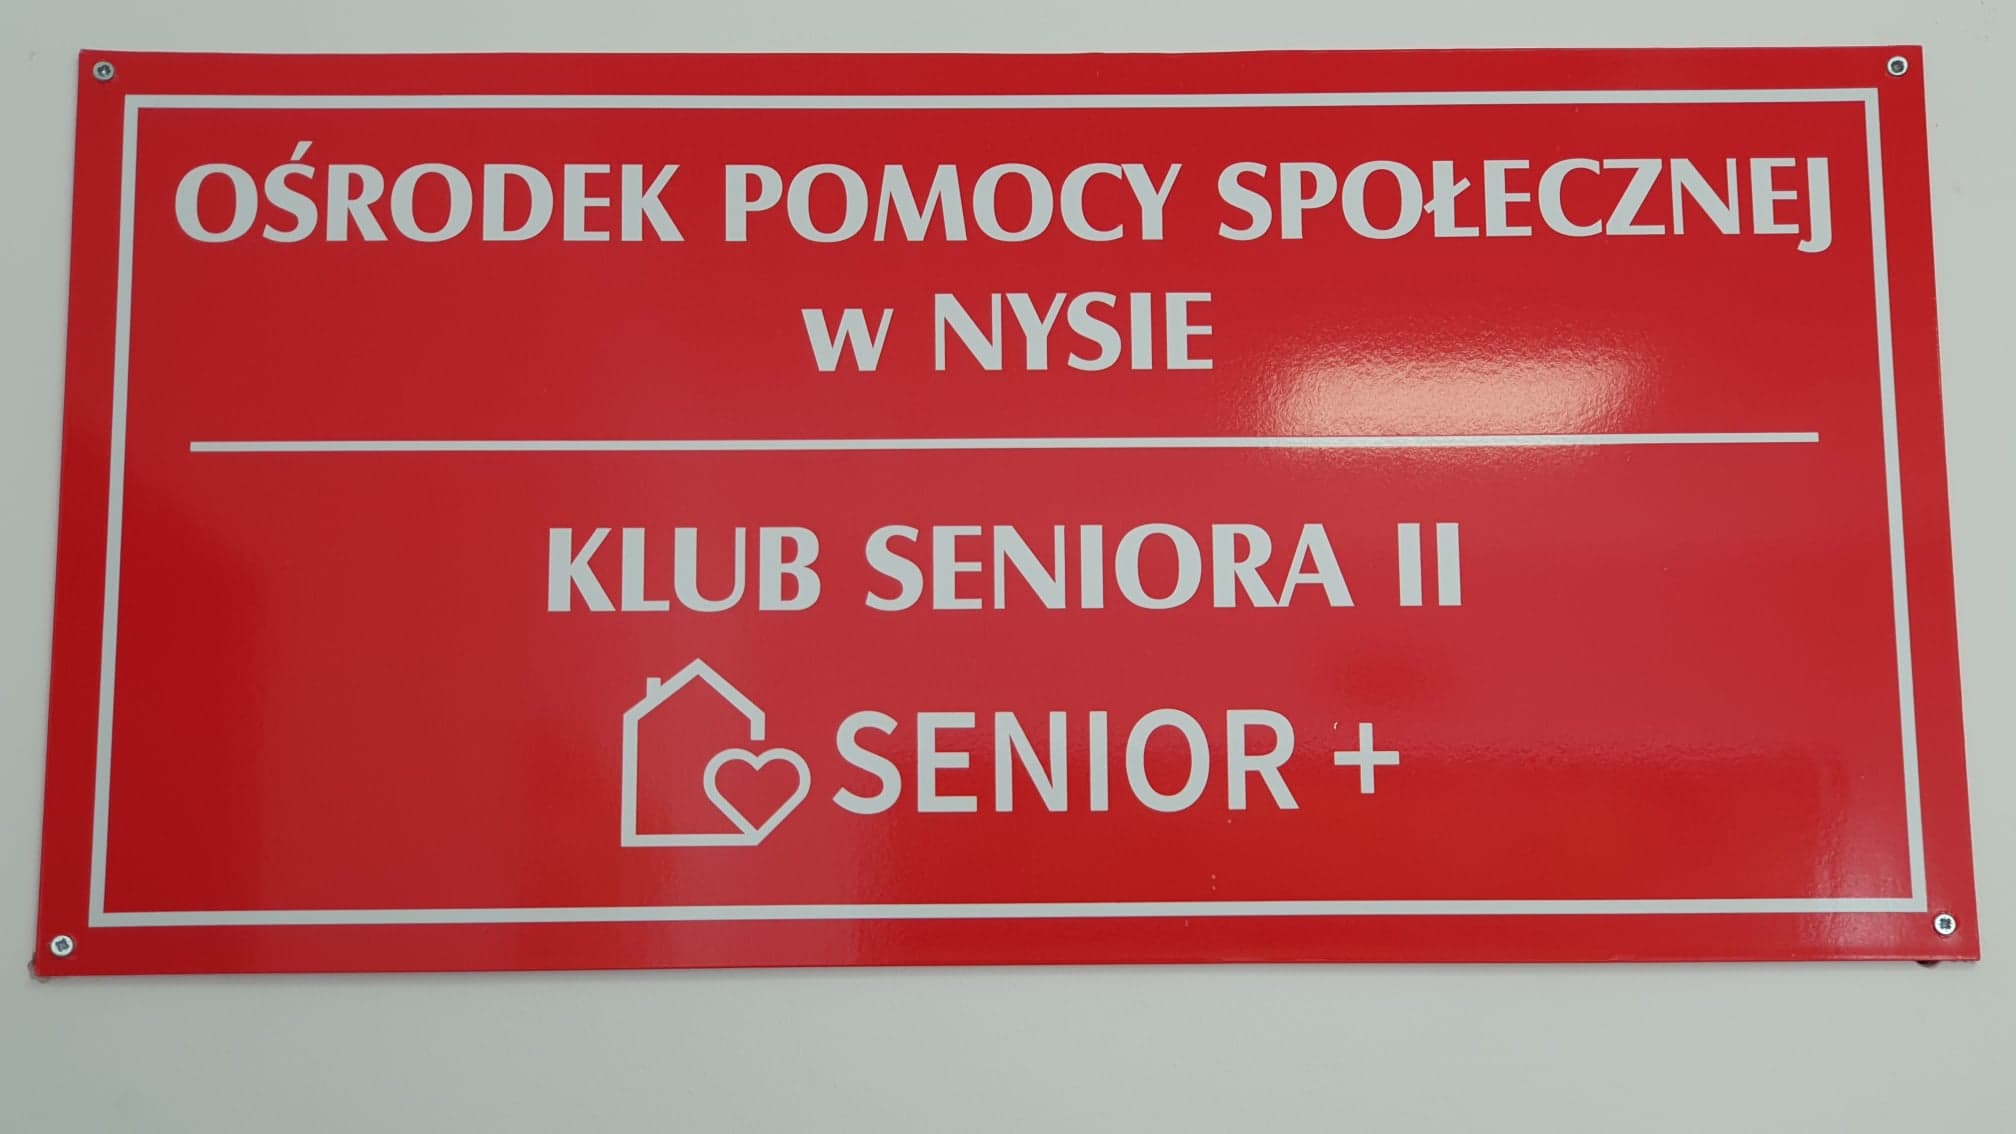 OŚRODEK POMOCY SPOŁECZNEJ
w NYSIE
KLUB SENIORA II
SENIOR +